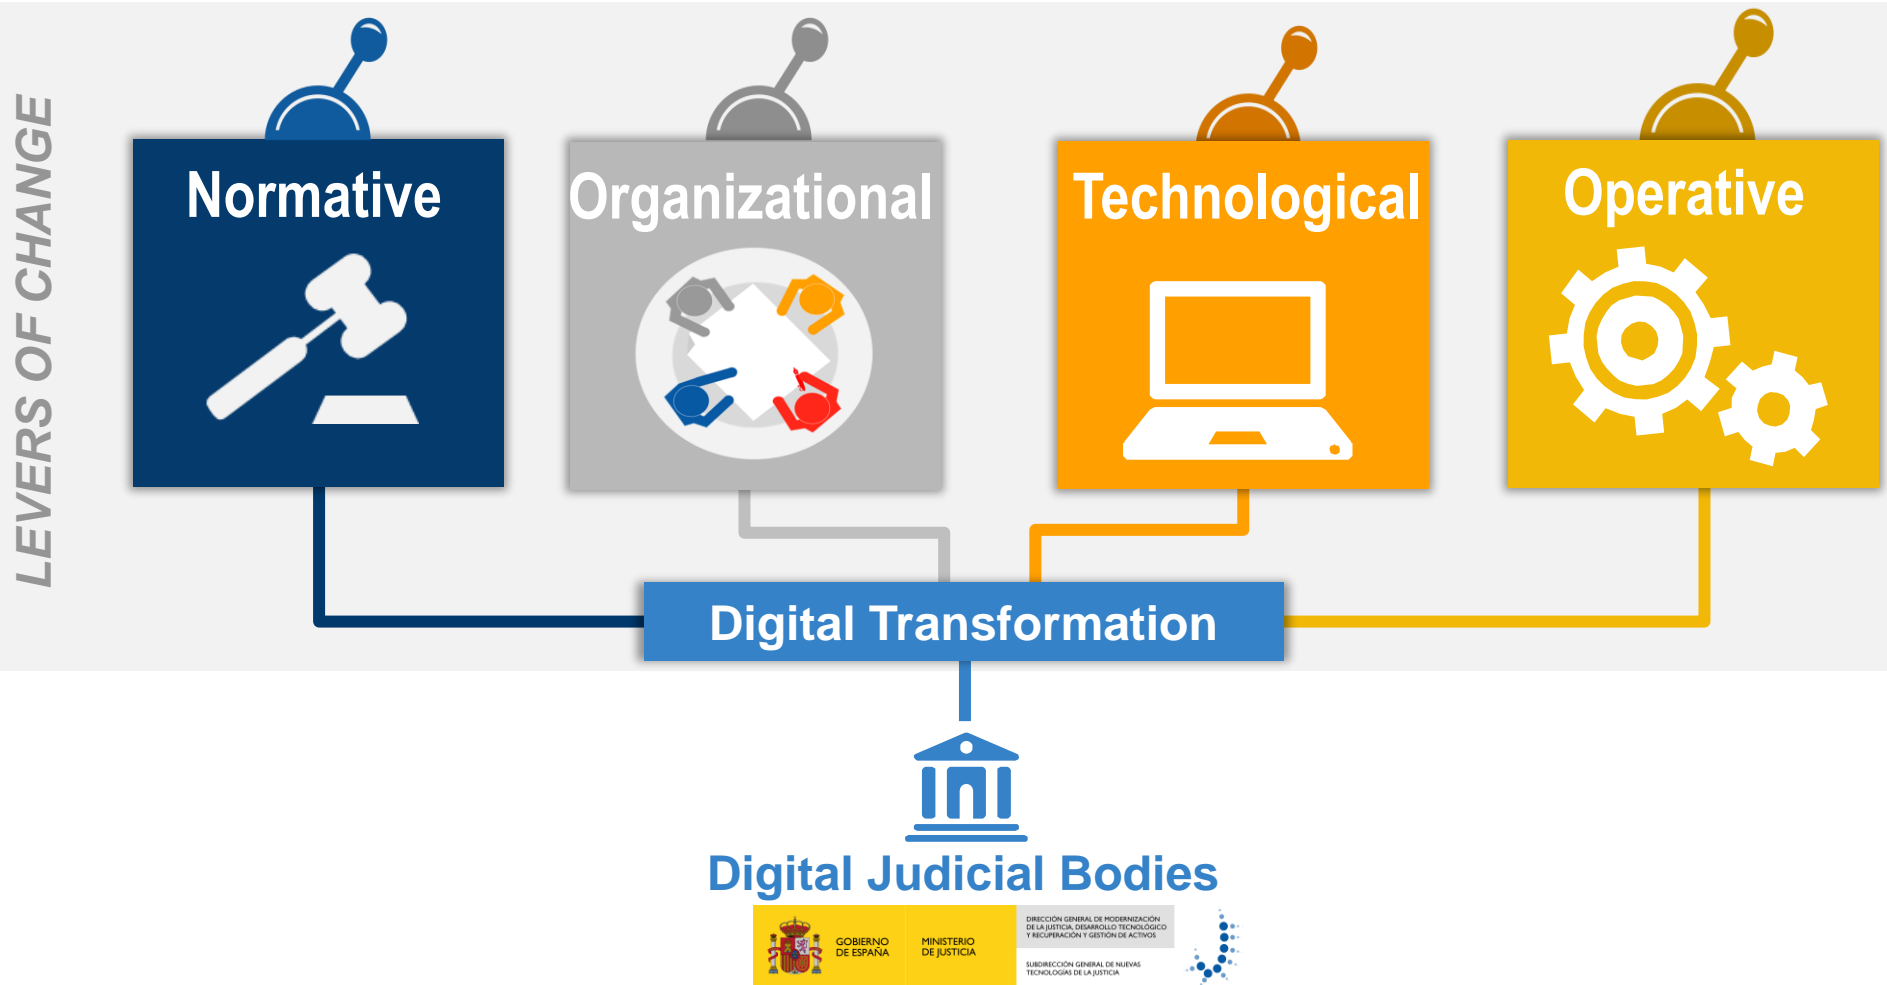 LEVERS OF CHANGE
Normative
Organizational
Technological
Operative
Digital Transformation
Digital Judicial Bodies
GOBIERNO
DE ESPAÑA
MINISTERIO
DE JUSTICIA
DIRECCIÓN GENERAL DE MODERNIZACIÓN
DE LA JUSTICIA, DESARROLLO TECNOLÓGICO
Y RECUPERACIÓN Y GESTIÓN DE ACTIVOS
SUBDIRECCIÓN GENERAL DE NUEVAS
TECNOLOGÍAS DE LA JUSTICIA